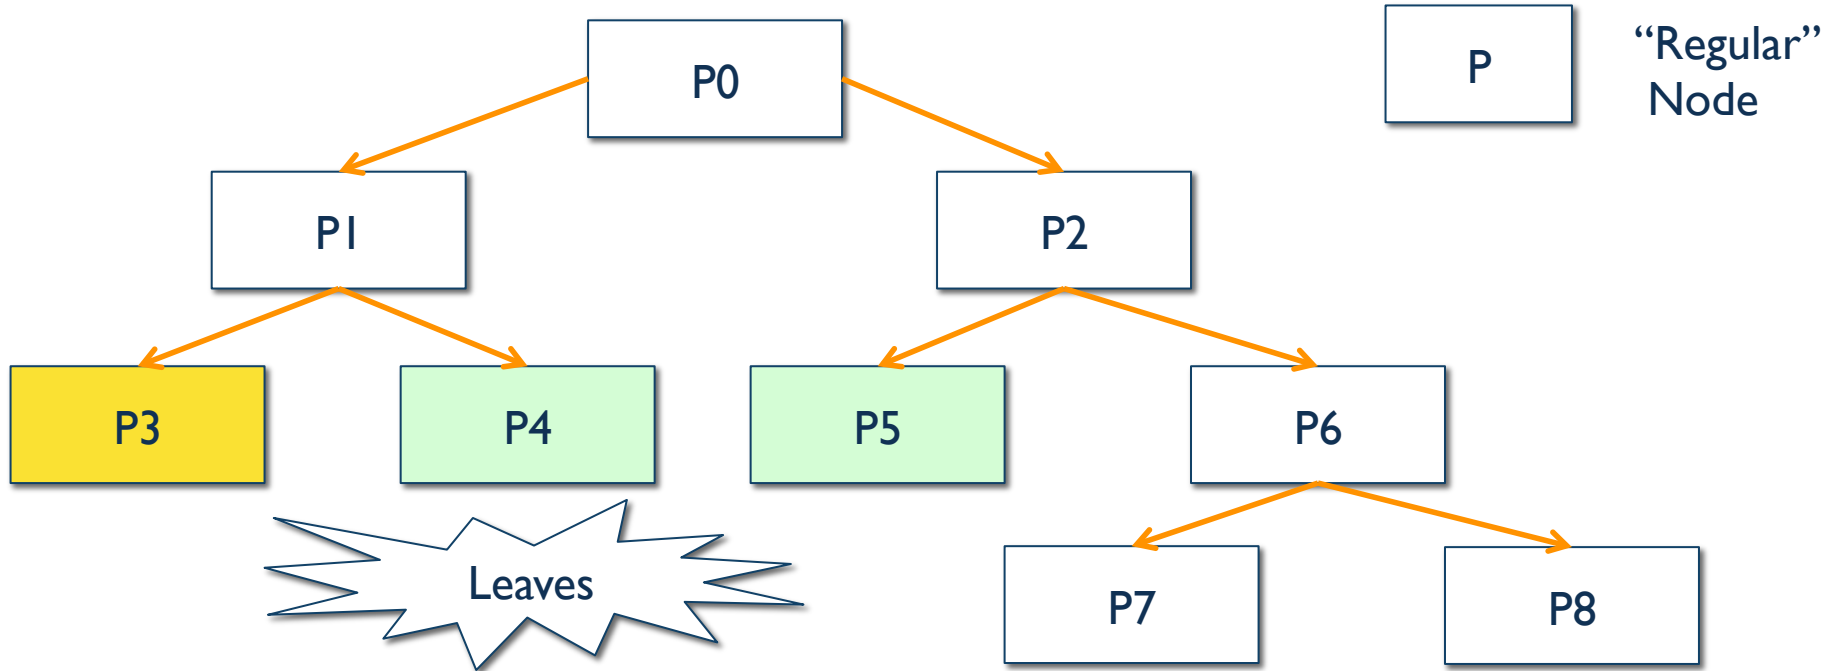 P0
P
“Regular”
Node
P1
P2
P3
P4
P5
P6
Leaves
P7
P8